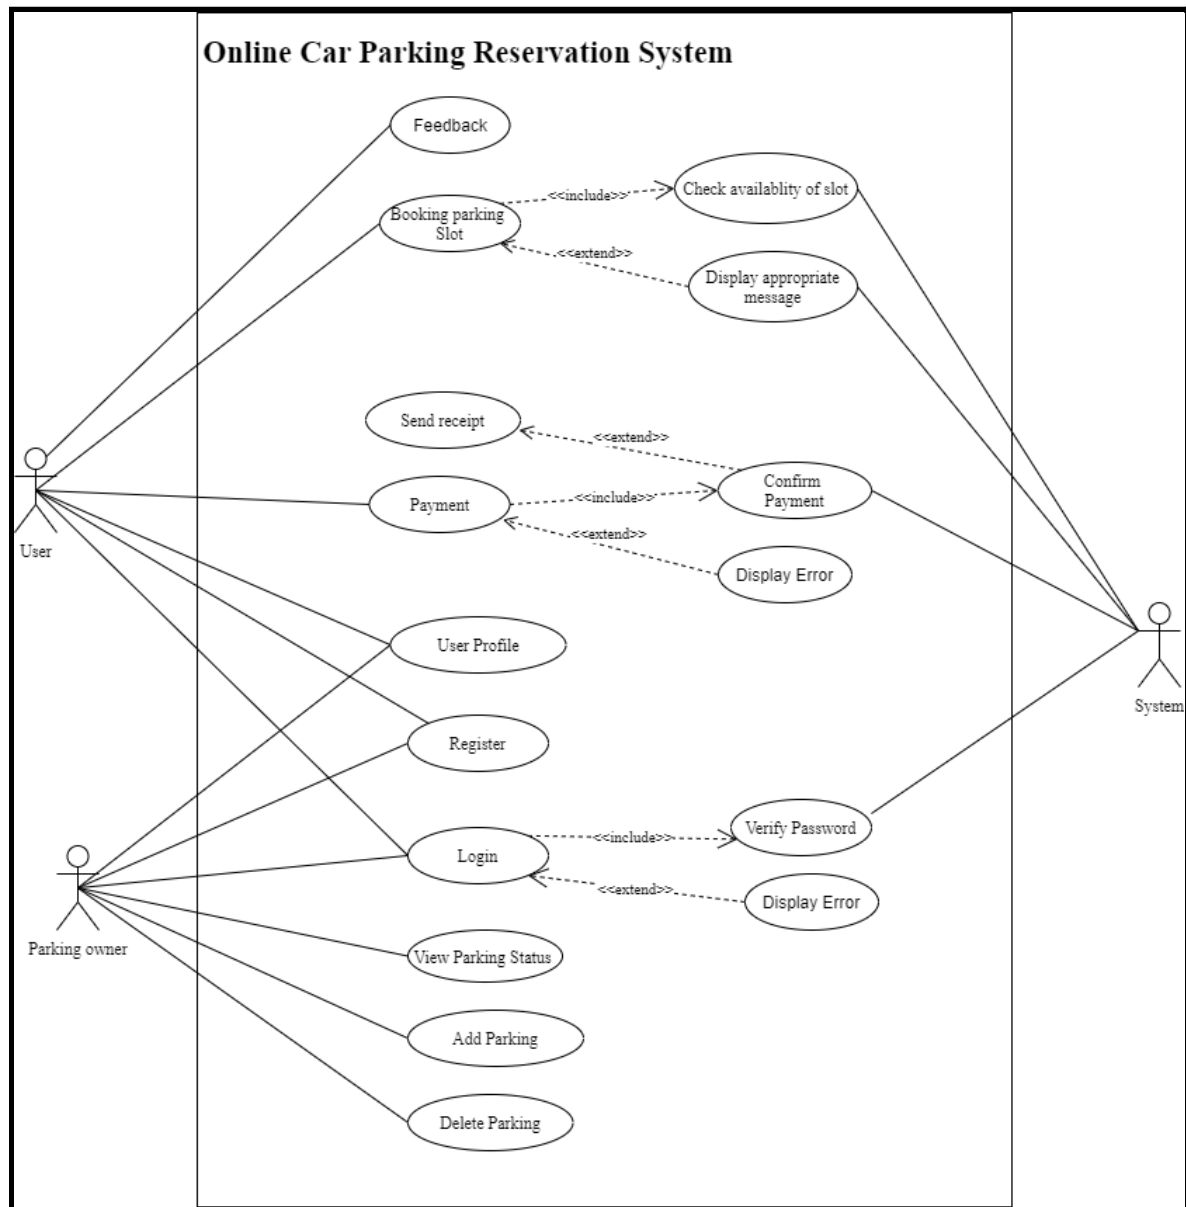 Online Car Parking Reservation System
Feedback
<<include>>
Check availablity of slot
Booking parking
Slot
<<extend>>
Display appropriate
message
Send receipt
<<extend>>
Confirm
Payment
<<include>>
Payment
<<extend>>
Display Error
User
User Profile
System
Register
Login
<<include>>
Verify Password
<<extend>>
Display Error
Parking owner
View Parking Status
Add Parking
Delete Parking